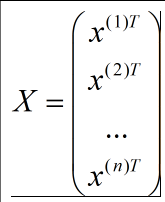 x^{(1)T}
x^{(2)T}
X =
...
x^{(n)T}